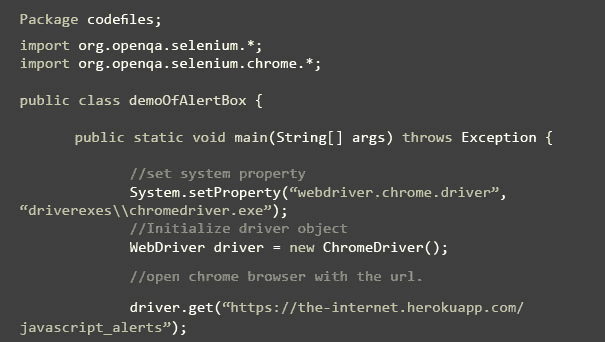 Package codefiles;
import org.openqa.selenium.*;
import org.openqa.selenium.chrome.*;
public class demoOfAlertBox {
public static void main(String[] args) throws Exception {
//set system property
System.setProperty(“webdriver.chrome.driver”,
“driverexes\\chromedriver.exe”);
//Initialize driver object
WebDriver driver = new ChromeDriver();
//open chrome browser with the url.
driver.get(“https://the-internet.herokuapp.com/
javascript_alerts”);